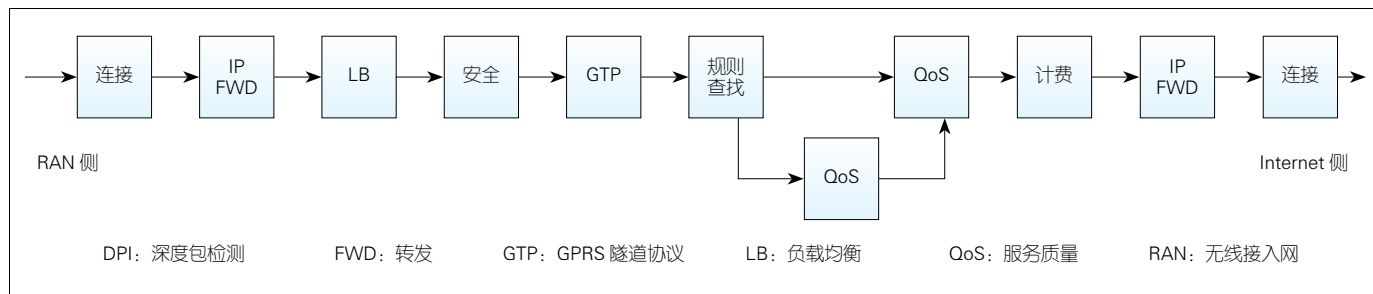 连接
IP
FWD
LB
安全
GTP
规则
查找
QoS
计费
IP
FWD
连接
QoS
RAN 侧
Internet 侧
DPI：深度包检测
FWD：转发
GTP：GPRS 隧道协议
LB：负载均衡
QoS：服务质量
RAN：无线接入网